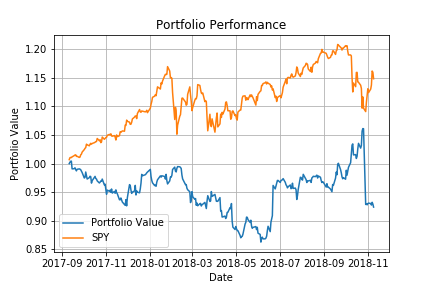 Portfolio Performance
Portfolio Value
1.20
1.15
1.10
1.05
1.00
0.95
0.90
0.85
Portfolio Value
SPY
2017-09 2017-11 2018-01 2018-03 2018-05 2018-07 2018-09 2018-11
Date